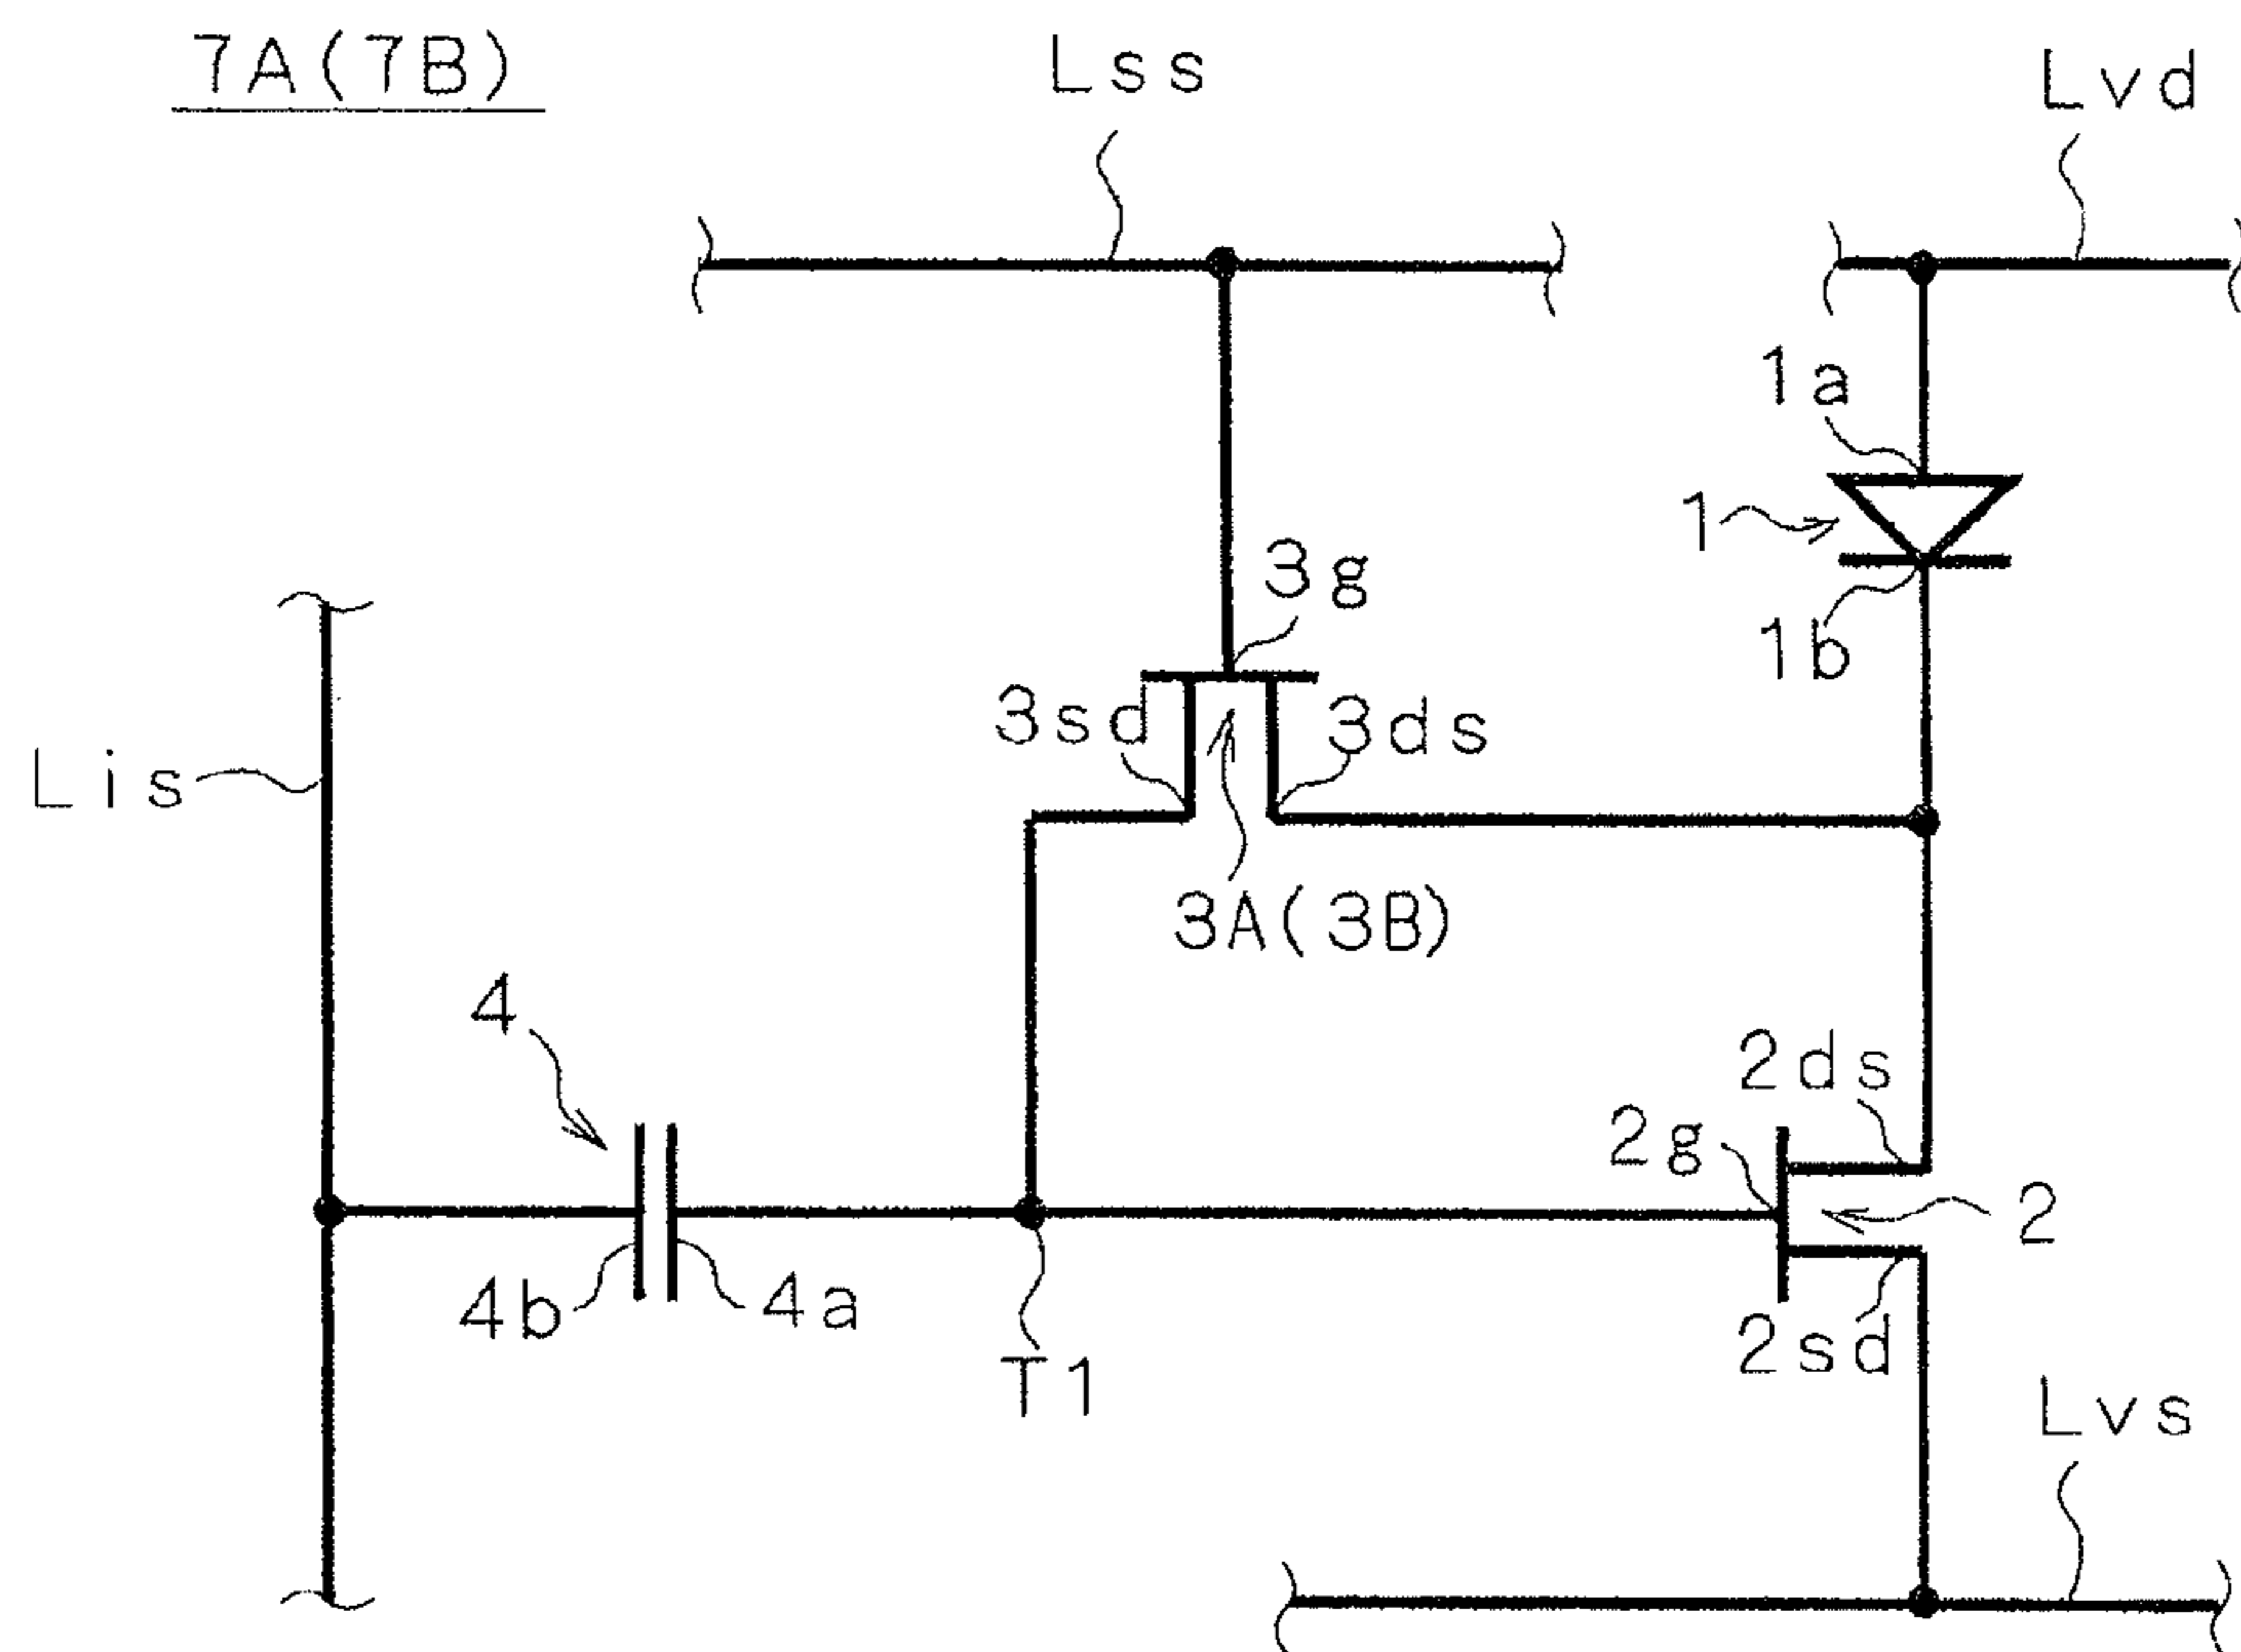 7A(7B)
Lss
Lvd
1a
1
3g
1b
3sd
3ds
Lis
3A(3B)
4
2ds
2g
2
4b
4a
2sd
T1
Lvs